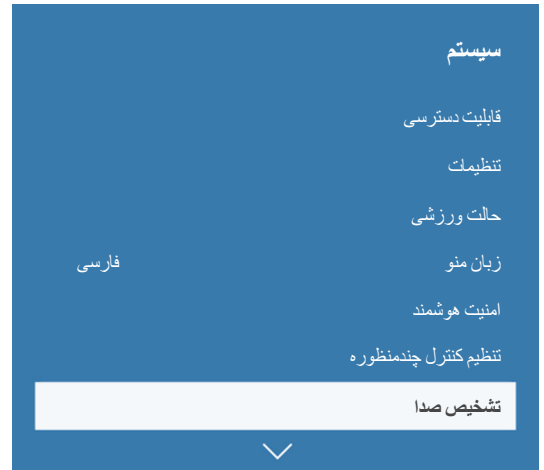 سیستم
قابلیت دسترسی
تنظیمات
حالت ورزشی
زبان منو فارسی
امنیت هوشمند
تنظیم کنترل چندمنظوره
تشخیص صدا